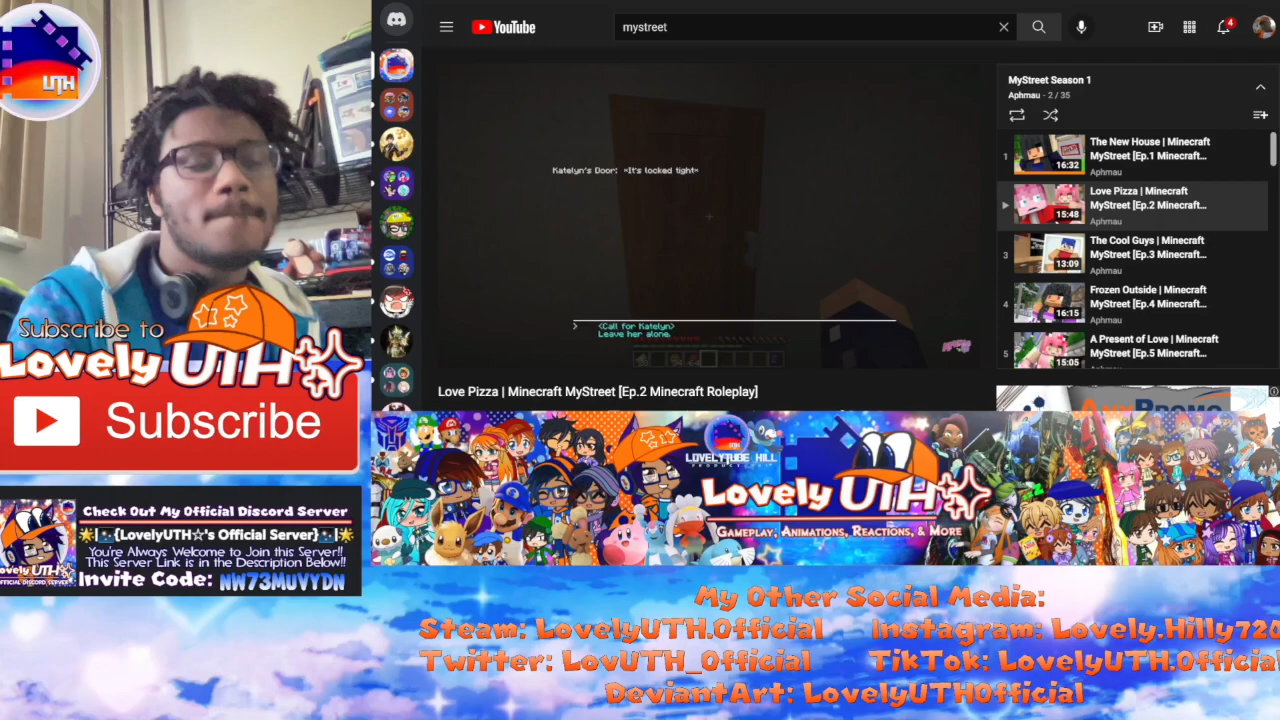 UTH
YouTube
mystreet
4
Katelyn's Door: "It's locked tight"
<Call for Katelyn>
Leave her alone.
Love Pizza | Minecraft MyStreet [Ep.2 Minecraft Roleplay]
MyStreet Season 1
Aphmau - 2 / 35
1
16:32
The New House | Minecraft
MyStreet [Ep.1 Minecraft...
Aphmau
15:48
Love Pizza | Minecraft
MyStreet [Ep.2 Minecraft...
Aphmau
3
13:09
The Cool Guys | Minecraft
MyStreet [Ep.3 Minecraft...
Aphmau
4
16:15
Frozen Outside | Minecraft
MyStreet [Ep.4 Minecraft...
Aphmau
5
15:05
A Present of Love | Minecraft
MyStreet [Ep.5 Minecraft...
Subscribe to
Lovely UTH
Subscribe
Check Out My Official Discord Server
{LovelyUTH☆'s Official Server}
You're Always Welcome to Join this Server!!
This Server Link is in the Description Below!!
Invite Code: NW73MUVYDN
LOVELYTUBE HILL
PRODUCTIONS
Lovely UTH
Gameplay, Animations, Reactions, & More
My Other Social Media:
Steam: LovelyUTH.Official
Instagram: Lovely.Hilly720
Twitter: LovUTH_Official
TikTok: LovelyUTH.Official
DeviantArt: LovelyUTHOfficial